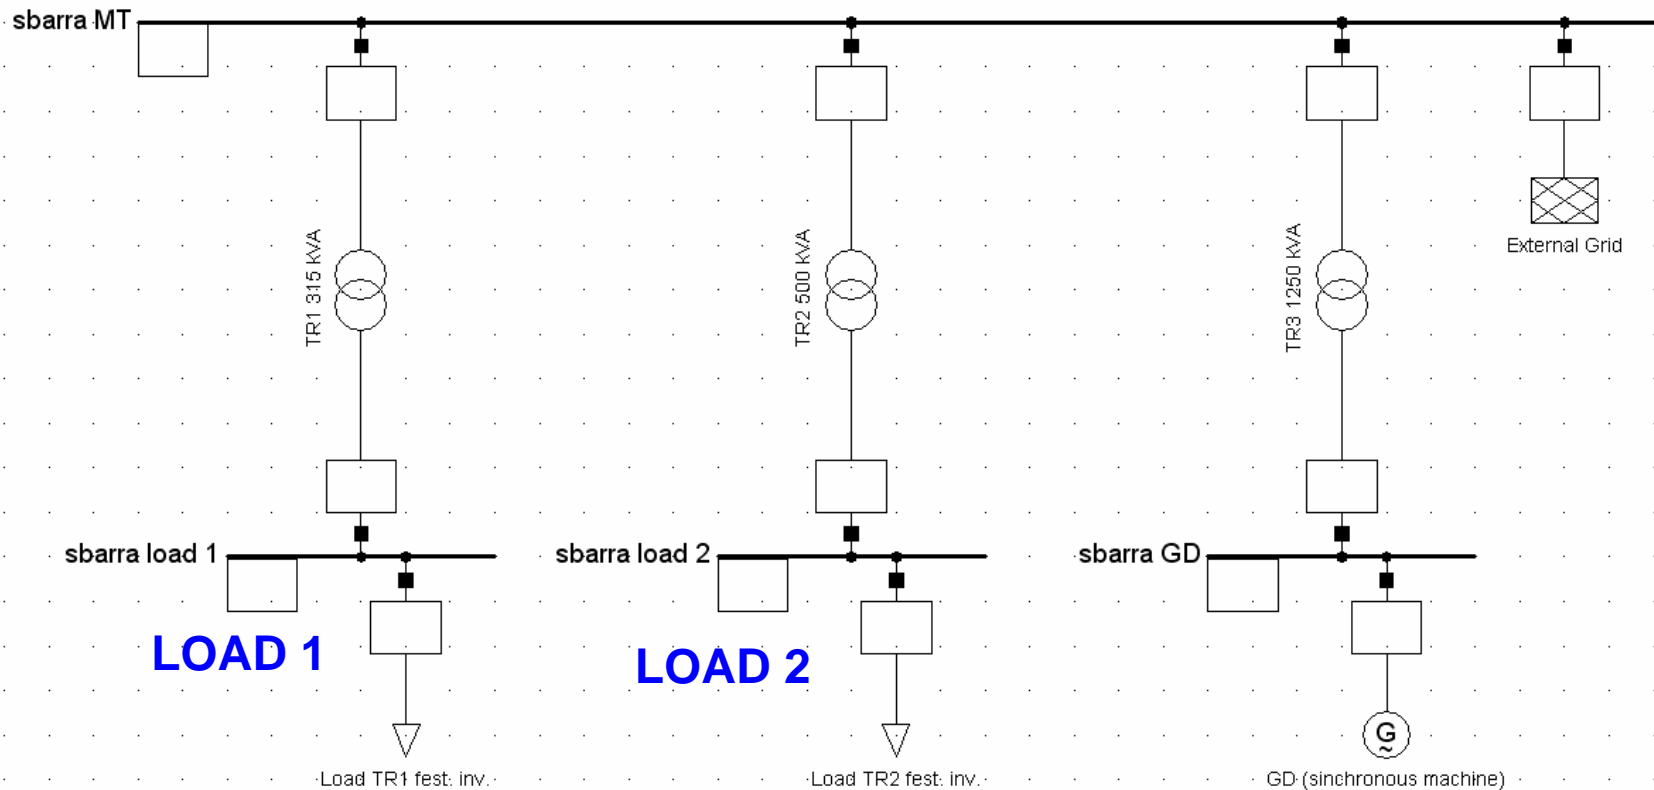 sbarra MT
External Grid
TR1 315 kVA
TR2 500 kVA
TR3 1250 kVA
sbarra load 1
sbarra load 2
sbarra GD
LOAD 1
LOAD 2
G
~
Load TR1 fest. inv.
Load TR2 fest. inv.
GD (sinchronous machine)